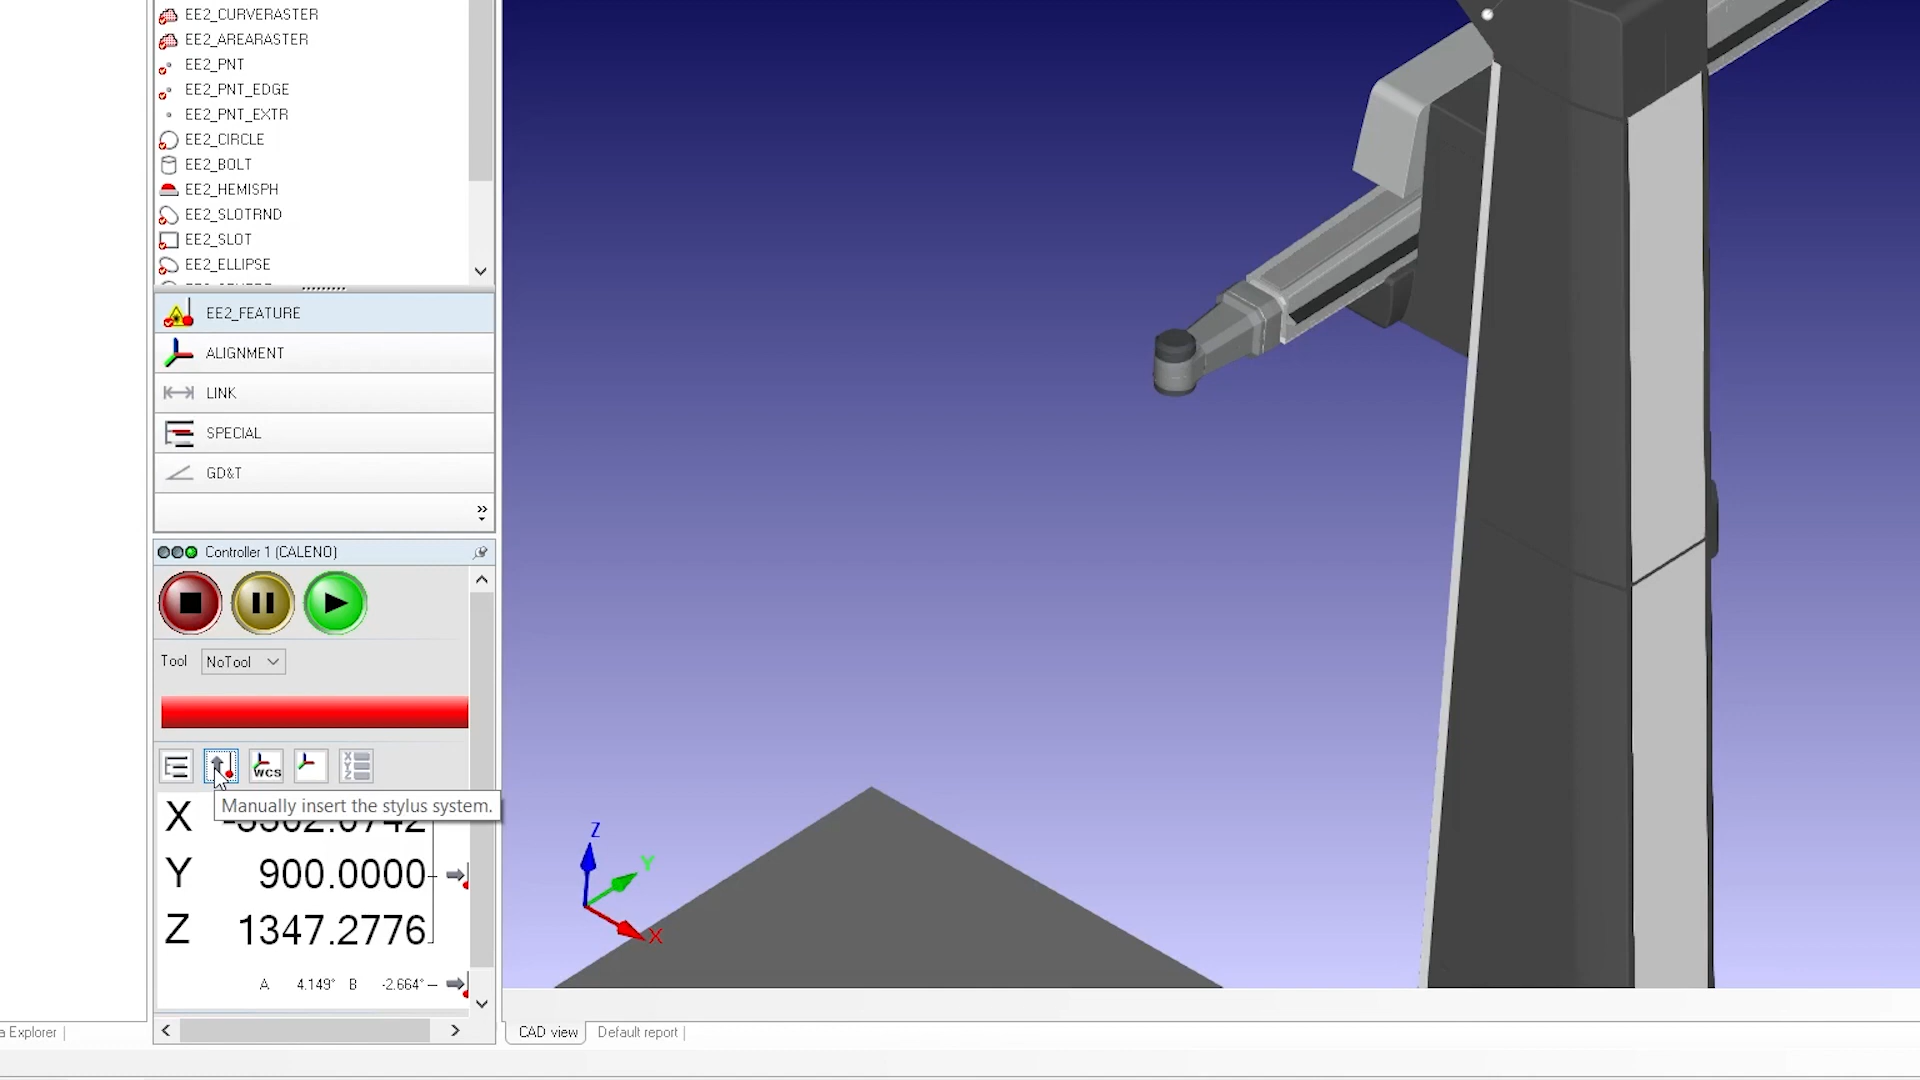 EE2_CURVERASTER
EE2_AREARASTER
EE2_PNT
EE2_PNT_EDGE
EE2_PNT_EXTR
EE2_CIRCLE
EE2_BOLT
EE2_HEMISPH
EE2_SLOTRND
EE2_SLOT
EE2_ELLIPSE
EE2_FEATURE
ALIGNMENT
LINK
SPECIAL
GD&T
Controller 1 (CALENO)
Tool NoTool
WCS
X Y Z
Manually insert the stylus system.
X
Y 900.0000
Z 1347.2776
A 4.149° B -2.664°
Z
Y
X
a Explorer
CAD view Default report